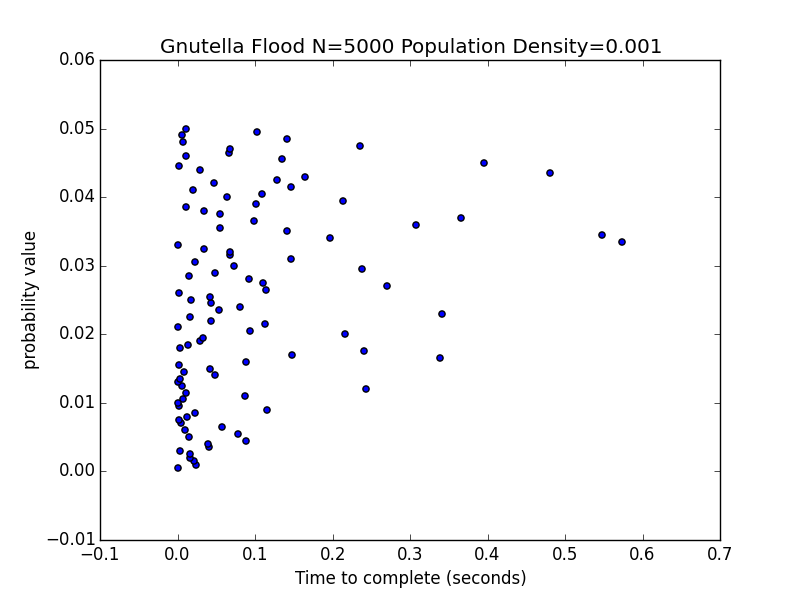 Gnutella Flood N=5000 Population Density=0.001
0.06
0.05
0.04
0.03
0.02
0.01
0.00
−0.01
probability value
−0.1 0.0 0.1 0.2 0.3 0.4 0.5 0.6 0.7
Time to complete (seconds)